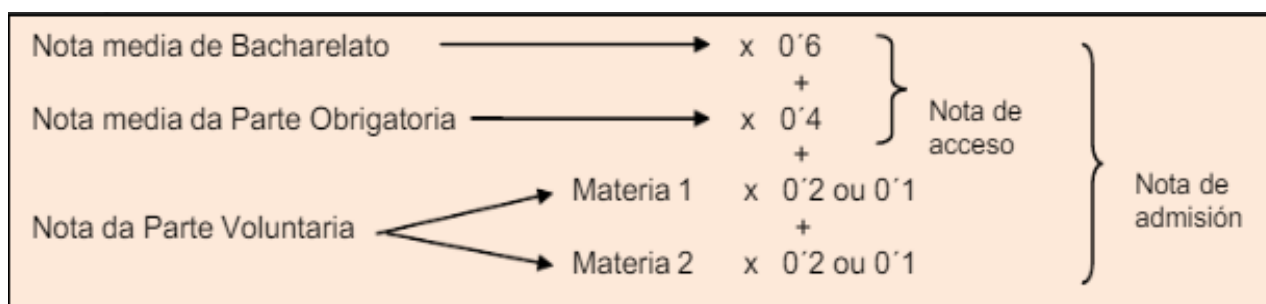 Nota media de Bacharelato x 0´6
+
Nota media da Parte Obrigatoria x 0´4
+
Nota de
acceso
Materia 1 x 0´2 ou 0´1
Nota da Parte Voluntaria +
Materia 2 x 0´2 ou 0´1
Nota de
admisión